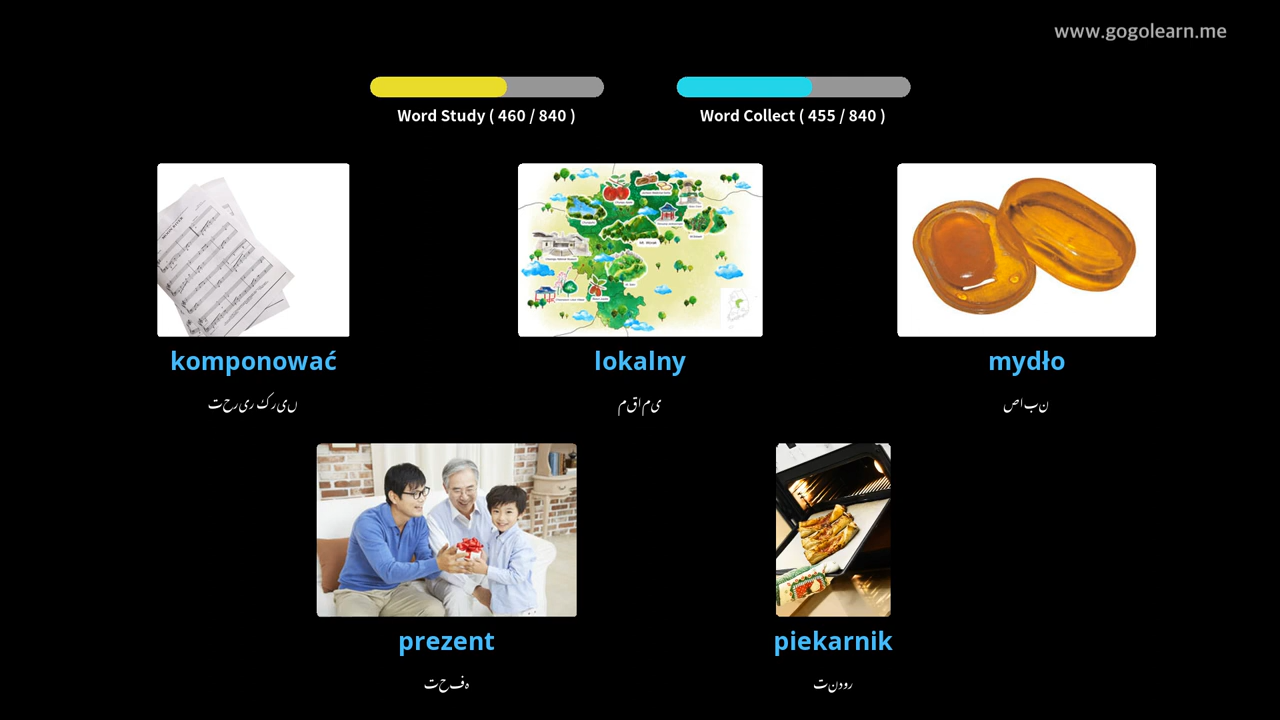 www.gogolearn.me
Word Study ( 460 / 840 )
Word Collect ( 455 / 840 )
komponować
تحریر کریں
lokalny
مقامی
mydło
صابن
prezent
تحفہ
piekarnik
تندور